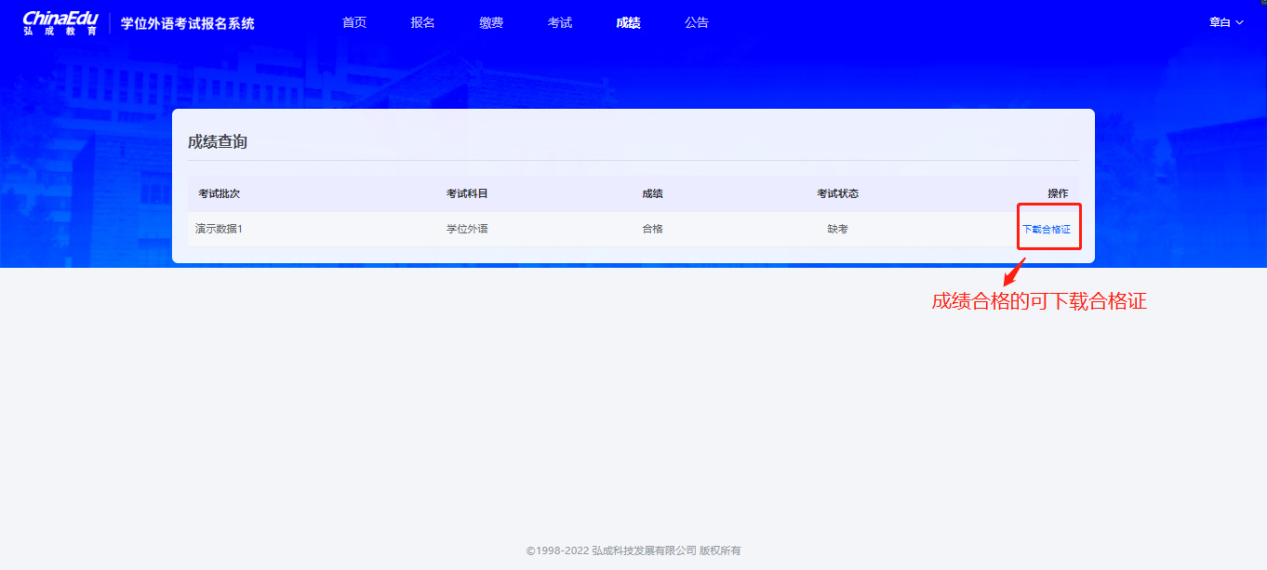 ChinaEdu 学位外语考试报名系统 首页 报名 缴费 考试 成绩 公告 章白
弘成教育
成绩查询
考试批次 考试科目 成绩 考试状态 操作
演示数据1 学位外语 合格 缺考 下载合格证
成绩合格的可下载合格证
©1998-2022 弘成科技发展有限公司 版权所有